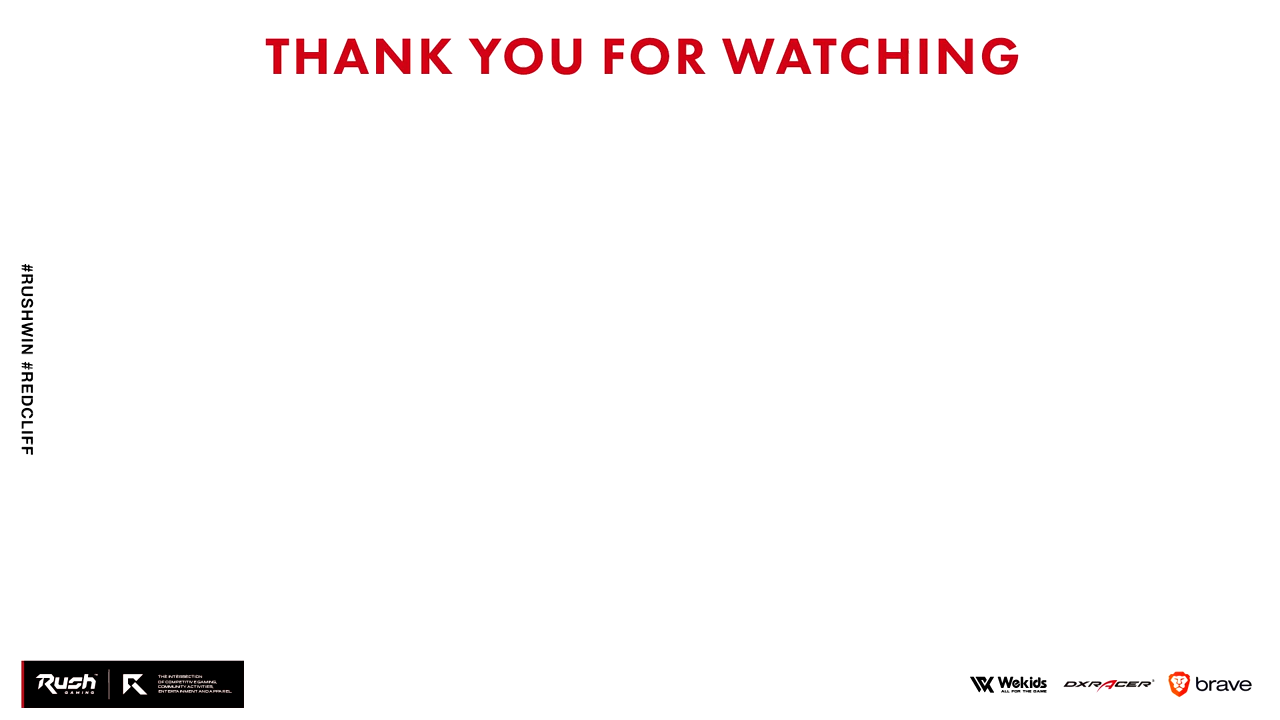 THANK YOU FOR WATCHING
#RUSHWIN #REDCLIFF
Rush
GAMING
THE INTERSECTION
OF COMPETITIVE GAMING,
COMMUNITY ACTIVITIES,
ENTERTAINMENT AND APPAREL.
Wekids
ALL FOR THE GAME
DXRACER
brave